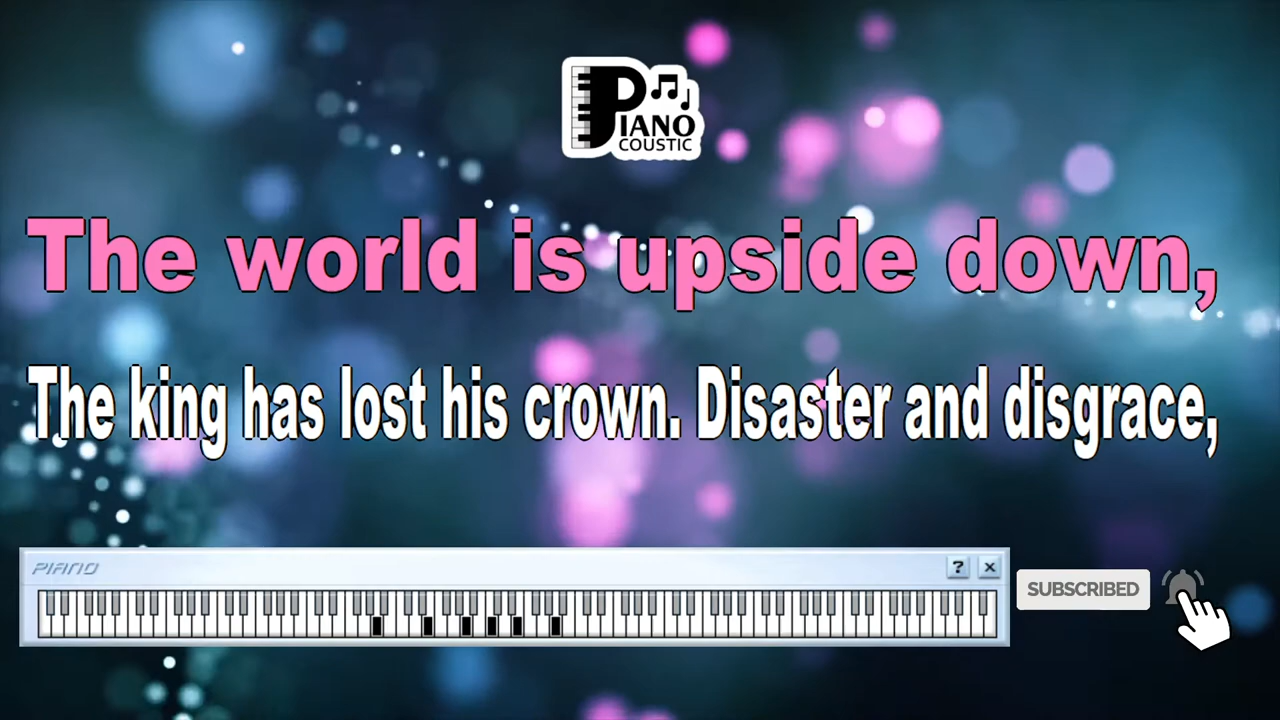 PIANO
COUSTIC
The world is upside down,
The king has lost his crown. Disaster and disgrace,
PIANO
? ×
SUBSCRIBED